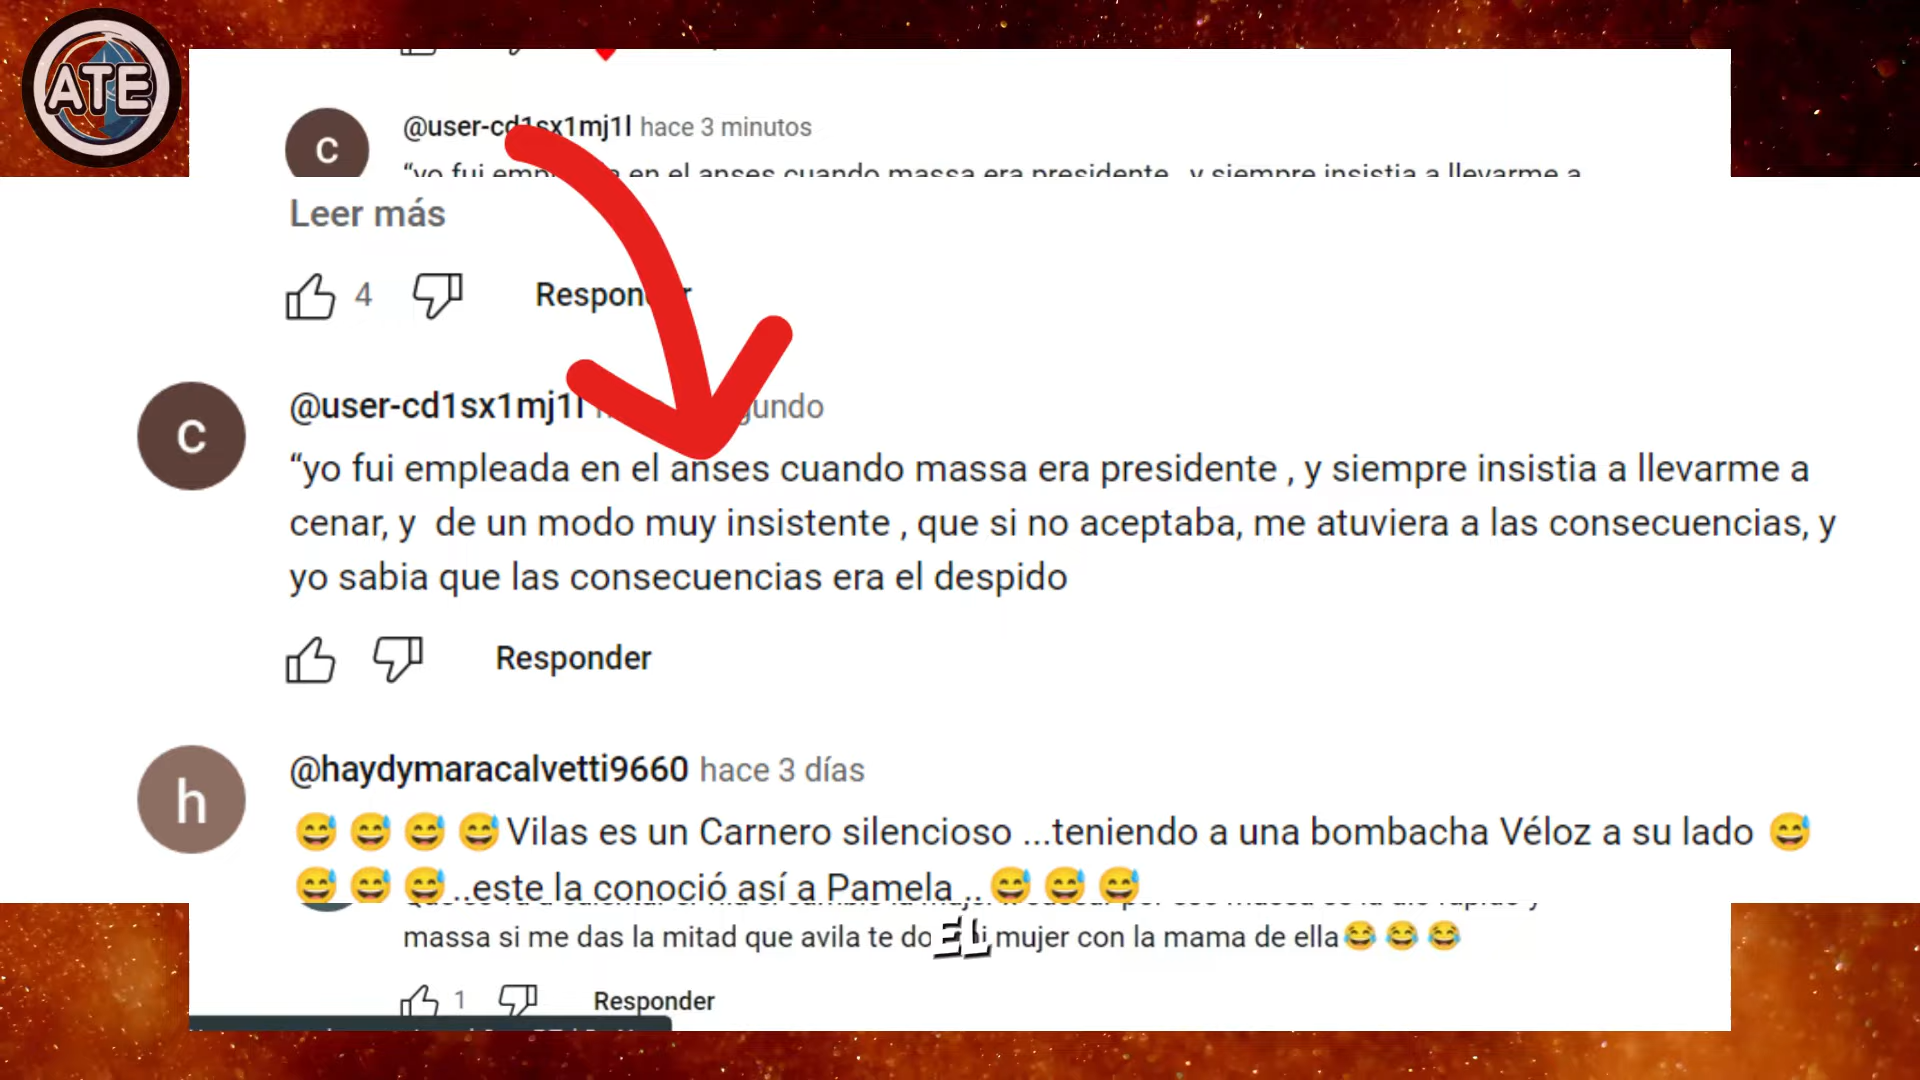 ATE
@user-cd1sx1mj1l hace 3 minutos
“yo fui empleada en el anses cuando massa era presidente , y siempre insistia a llevarme a
Leer más
4
Responder
@user-cd1sx1mj1l
“yo fui empleada en el anses cuando massa era presidente , y siempre insistia a llevarme a
cenar, y de un modo muy insistente , que si no aceptaba, me atuviera a las consecuencias, y
yo sabia que las consecuencias era el despido
Responder
@haydymaracalvetti9660 hace 3 días
😅😅😅😅Vilas es un Carnero silencioso ...teniendo a una bombacha Véloz a su lado 😅
😅😅😅..este la conoció así a Pamela ..😅😅😅
massa si me das la mitad que avila te do mujer con la mama de ella😂😂😂
EL
1
Responder